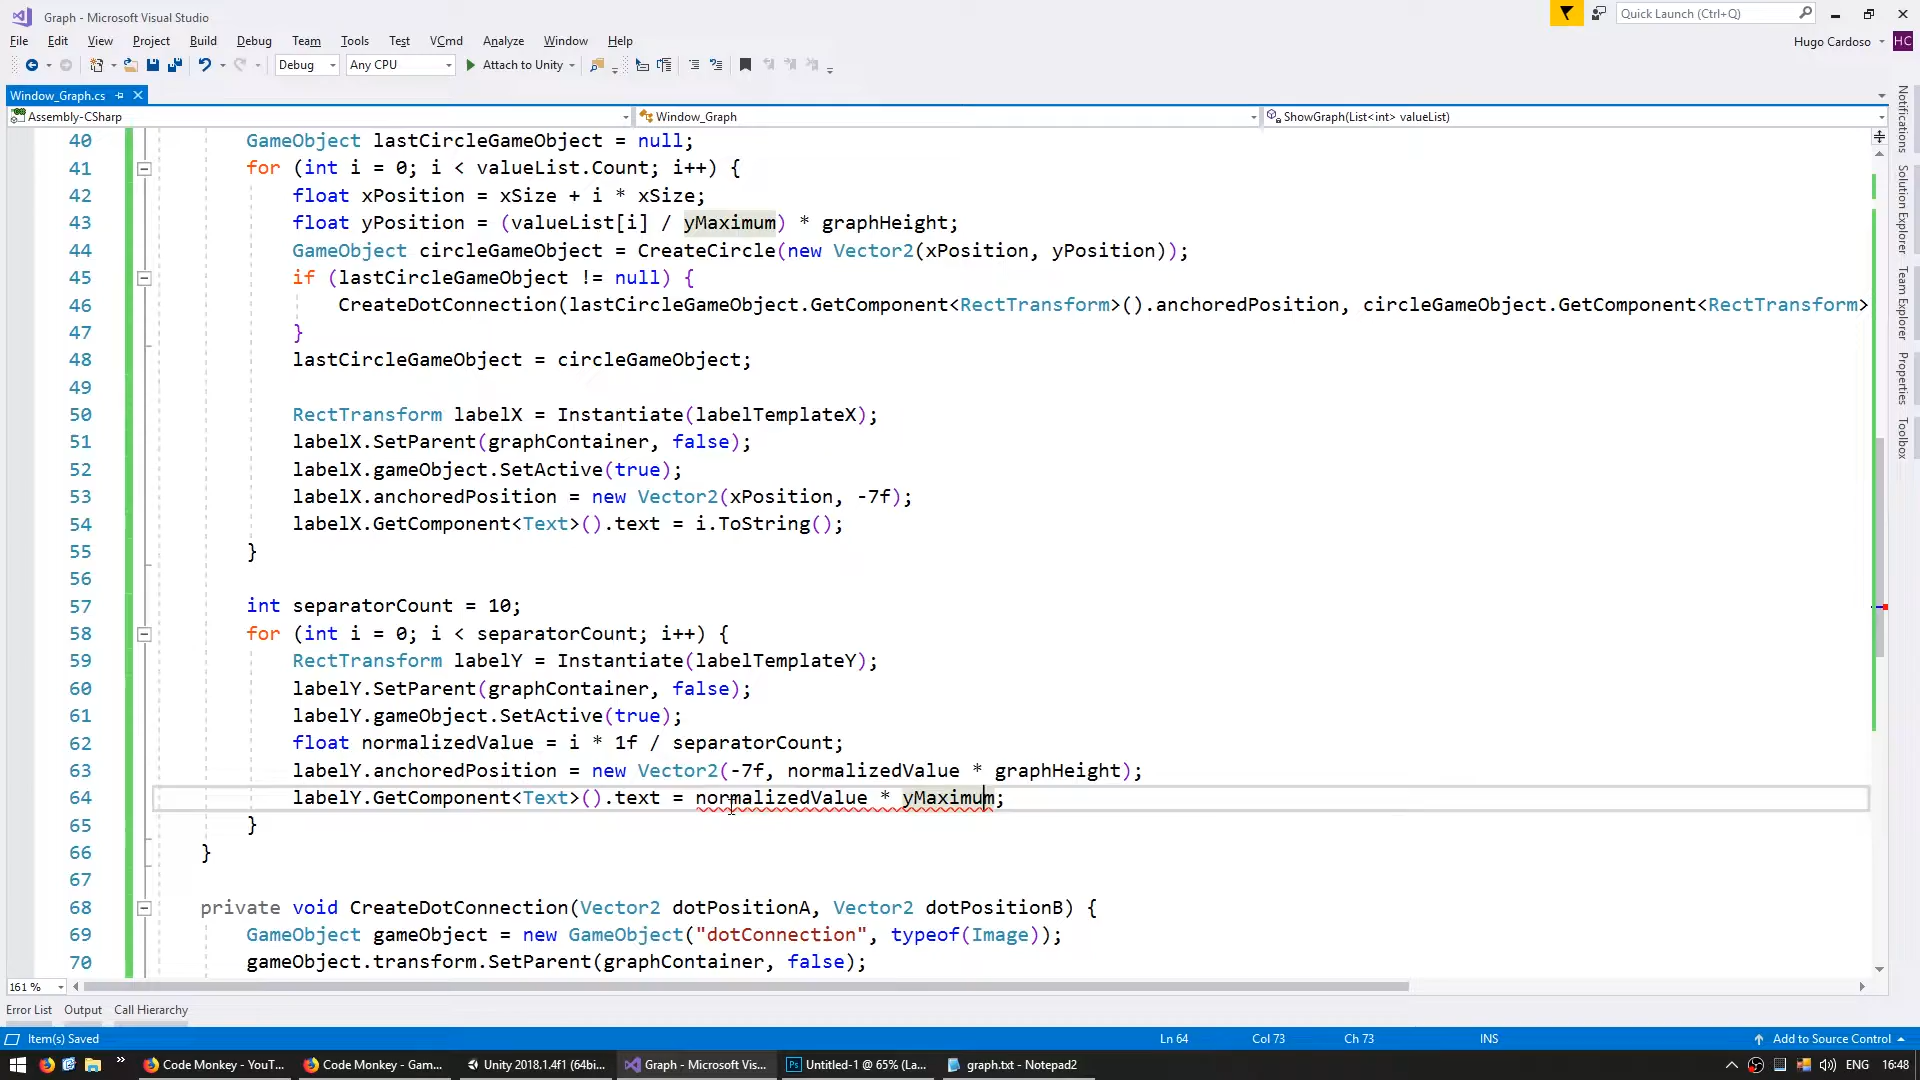 Graph - Microsoft Visual Studio
Quick Launch (Ctrl+Q)
File Edit View Project Build Debug Team Tools Test VCmd Analyze Window Help
Hugo Cardoso HC
Debug Any CPU Attach to Unity
Window_Graph.cs
Assembly-CSharp Window_Graph ShowGraph(List<int> valueList)
40 GameObject lastCircleGameObject = null;
41 for (int i = 0; i < valueList.Count; i++) {
42 float xPosition = xSize + i * xSize;
43 float yPosition = (valueList[i] / yMaximum) * graphHeight;
44 GameObject circleGameObject = CreateCircle(new Vector2(xPosition, yPosition));
45 if (lastCircleGameObject != null) {
46 CreateDotConnection(lastCircleGameObject.GetComponent<RectTransform>().anchoredPosition, circleGameObject.GetComponent<RectTransform>
47 }
48 lastCircleGameObject = circleGameObject;
49
50 RectTransform labelX = Instantiate(labelTemplateX);
51 labelX.SetParent(graphContainer, false);
52 labelX.gameObject.SetActive(true);
53 labelX.anchoredPosition = new Vector2(xPosition, -7f);
54 labelX.GetComponent<Text>().text = i.ToString();
55 }
56
57 int separatorCount = 10;
58 for (int i = 0; i < separatorCount; i++) {
59 RectTransform labelY = Instantiate(labelTemplateY);
60 labelY.SetParent(graphContainer, false);
61 labelY.gameObject.SetActive(true);
62 float normalizedValue = i * 1f / separatorCount;
63 labelY.anchoredPosition = new Vector2(-7f, normalizedValue * graphHeight);
64 labelY.GetComponent<Text>().text = normalizedValue * yMaximum;
65 }
66 }
67
68 private void CreateDotConnection(Vector2 dotPositionA, Vector2 dotPositionB) {
69 GameObject gameObject = new GameObject("dotConnection", typeof(Image));
70 gameObject.transform.SetParent(graphContainer, false);
Notifications
Solution Explorer
Team Explorer
Properties
Toolbox
161 %
Error List Output Call Hierarchy
Item(s) Saved Ln 64 Col 73 Ch 73 INS Add to Source Control
Code Monkey - YouT... Code Monkey - Gam... Unity 2018.1.4f1 (64bi... Graph - Microsoft Vis... Untitled-1 @ 65% (La... graph.txt - Notepad2 ENG 16:48